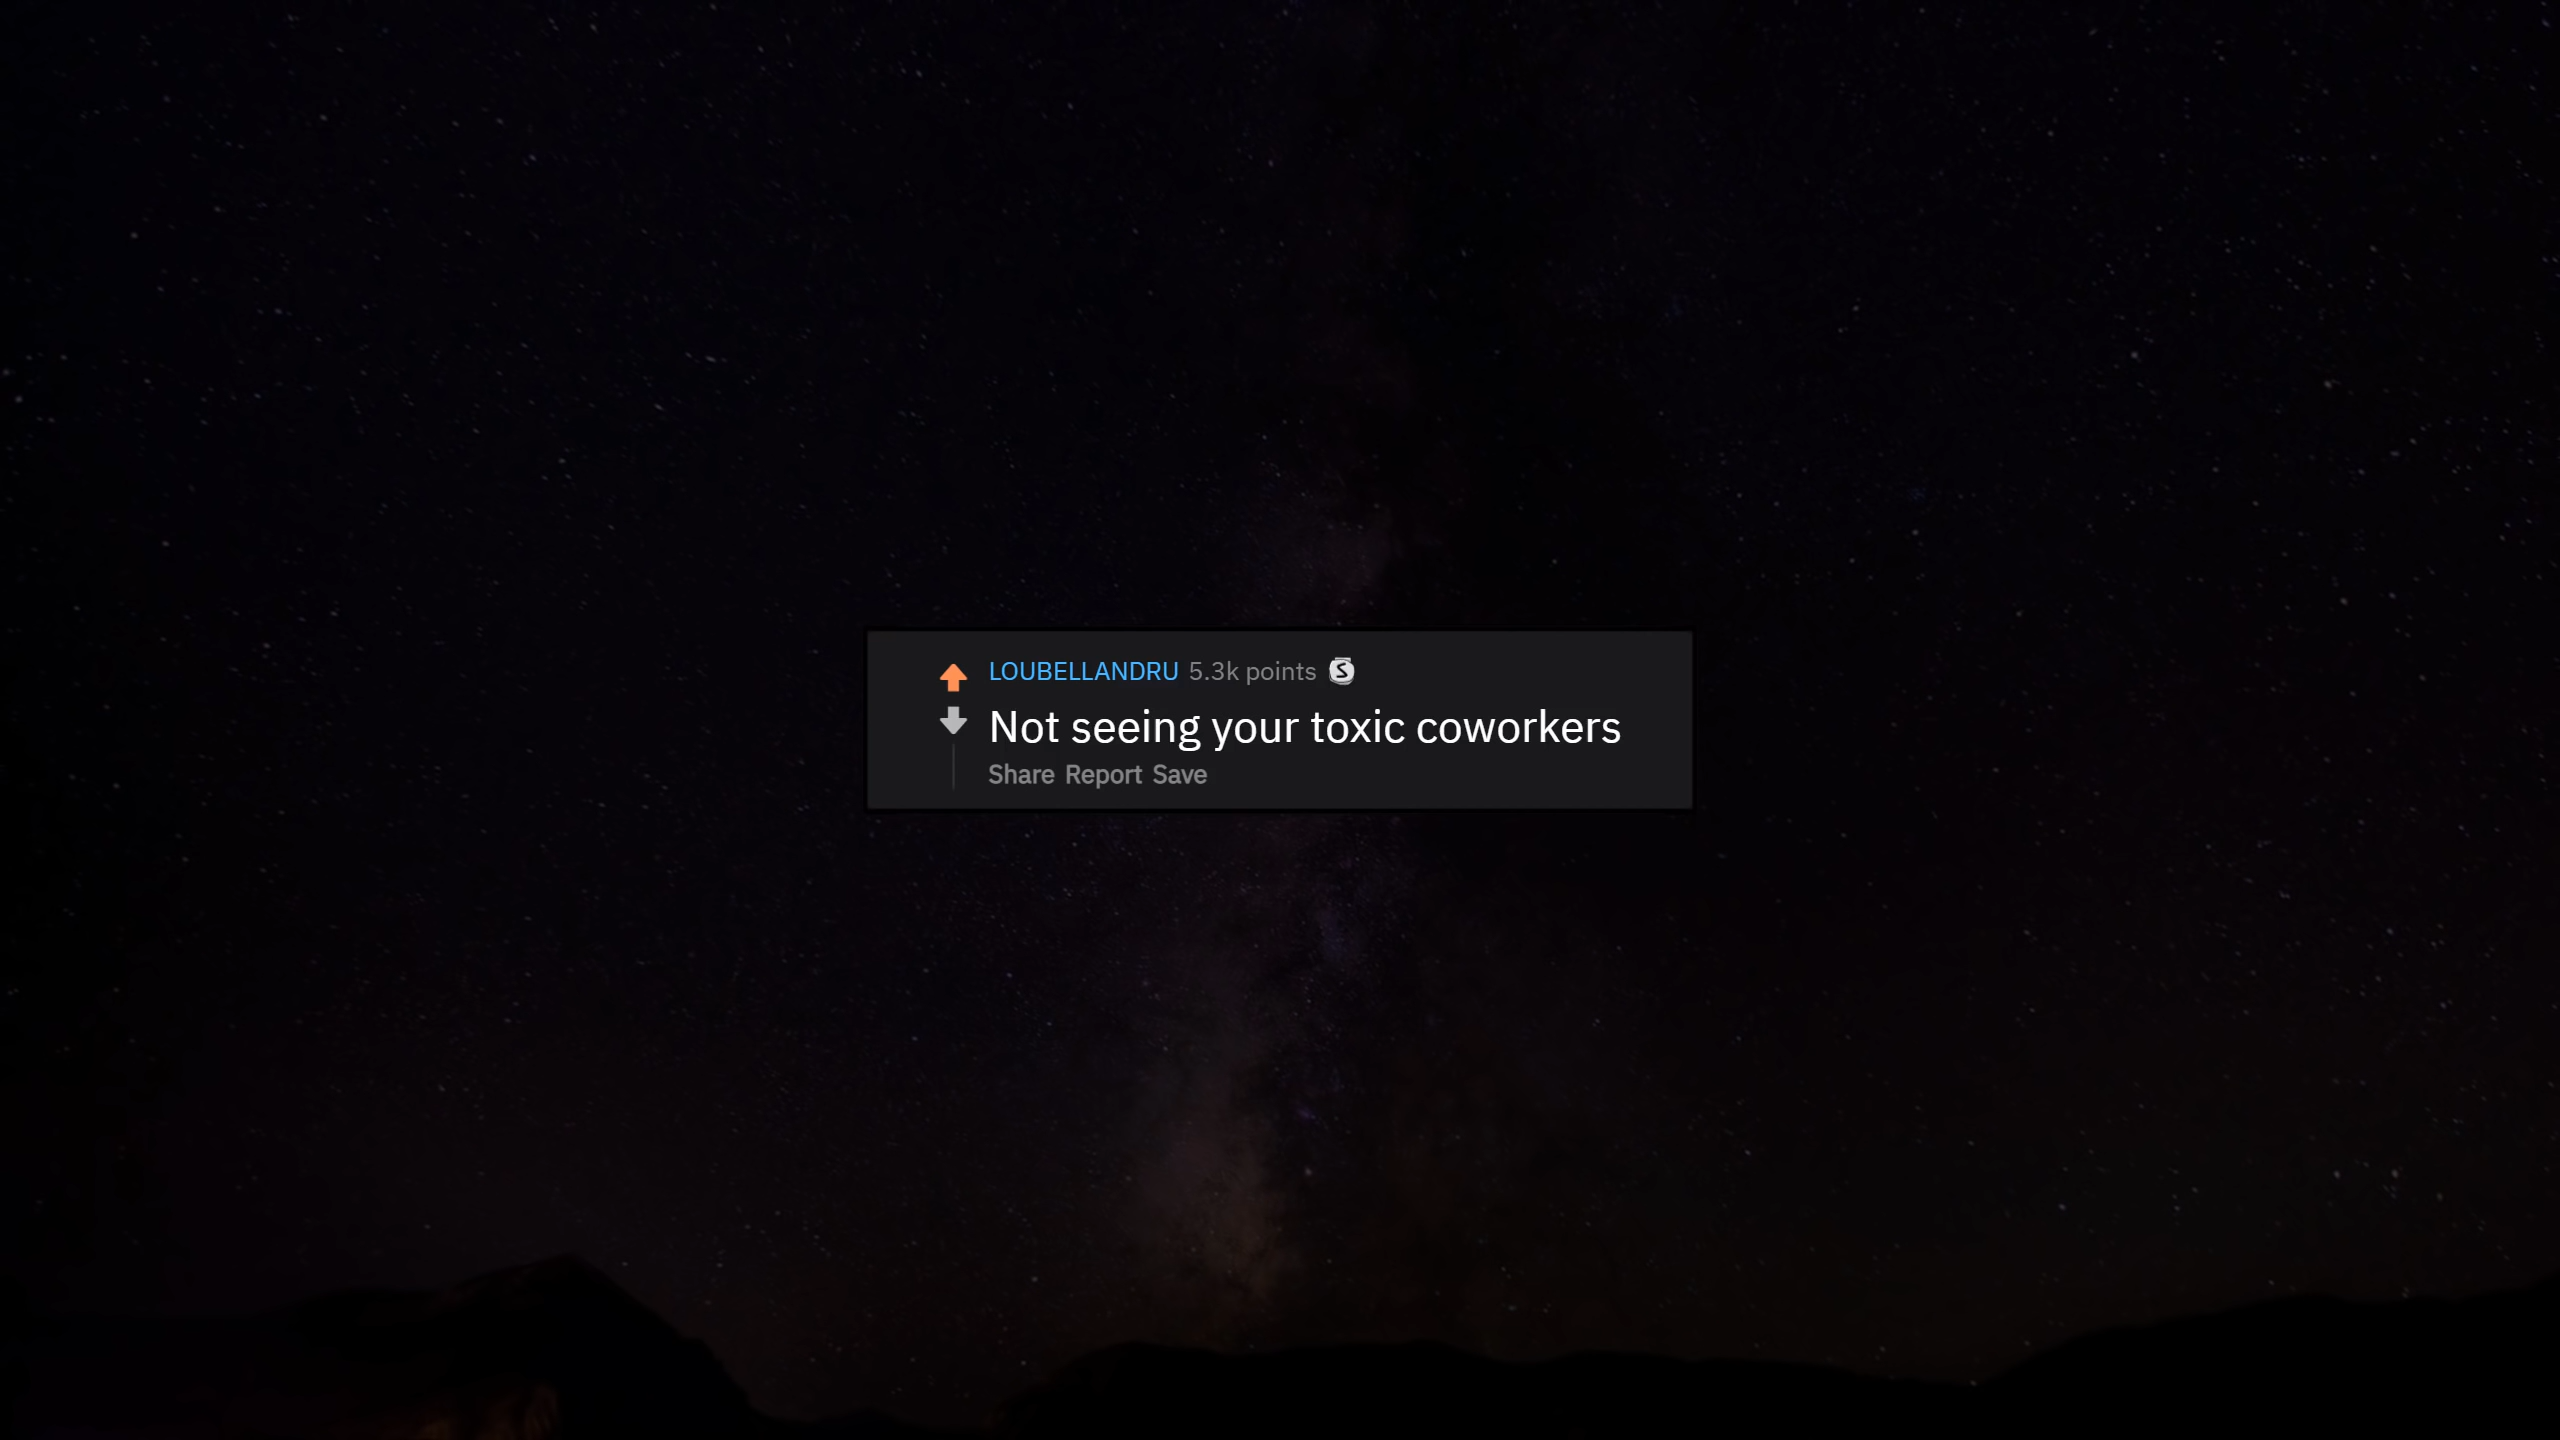 LOUBELLANDRU 5.3k points S
Not seeing your toxic coworkers
Share Report Save